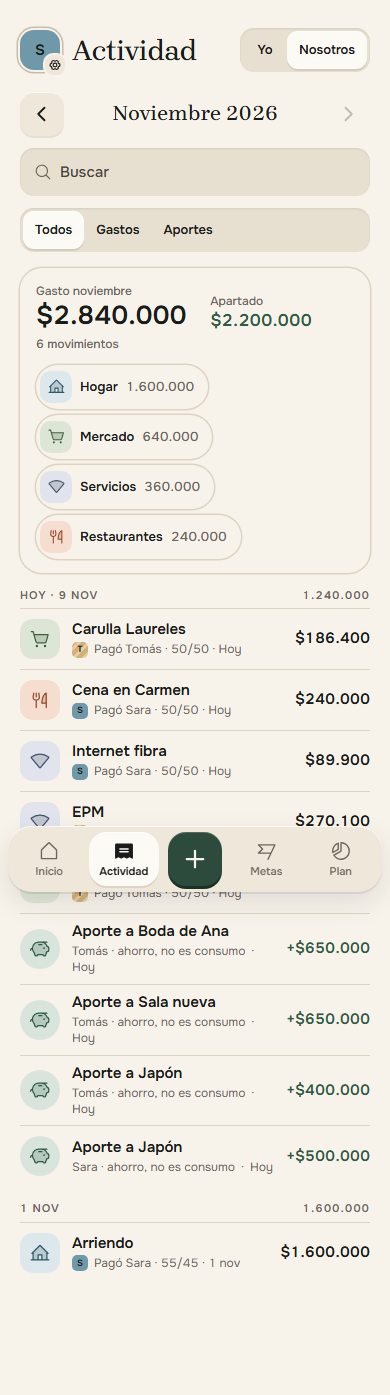 S
Actividad
Yo
Nosotros
Noviembre 2026
Buscar
Todos
Gastos
Aportes
Gasto noviembre
$2.840.000
Apartado
$2.200.000
6 movimientos
Hogar 1.600.000
Mercado 640.000
Servicios 360.000
Restaurantes 240.000
HOY · 9 NOV 1.240.000
Carulla Laureles
T Pagó Tomás · 50/50 · Hoy
$186.400
Cena en Carmen
S Pagó Sara · 50/50 · Hoy
$240.000
Internet fibra
S Pagó Sara · 50/50 · Hoy
$89.900
EPM
$270.100
Inicio
Actividad
Metas
Plan
T Pagó Tomás · 50/50 · Hoy
Aporte a Boda de Ana
Tomás · ahorro, no es consumo ·
Hoy
+$650.000
Aporte a Sala nueva
Tomás · ahorro, no es consumo ·
Hoy
+$650.000
Aporte a Japón
Tomás · ahorro, no es consumo ·
Hoy
+$400.000
Aporte a Japón
Sara · ahorro, no es consumo · Hoy
+$500.000
1 NOV 1.600.000
Arriendo
S Pagó Sara · 55/45 · 1 nov
$1.600.000